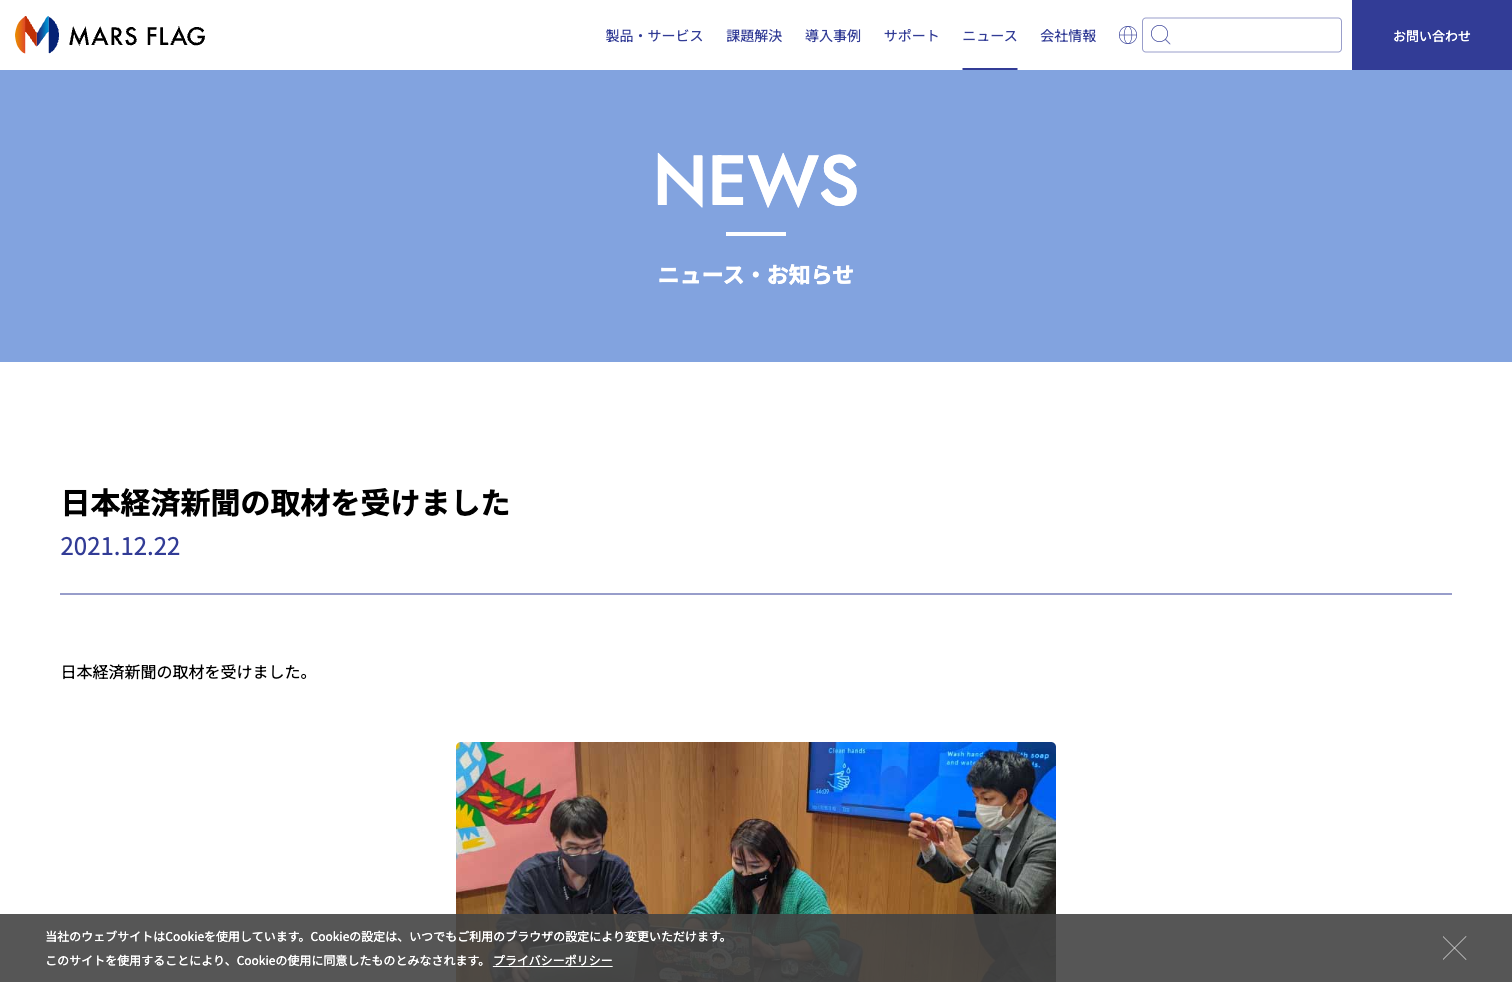 MARS FLAG
製品・サービス 課題解決 導入事例 サポート ニュース 会社情報 お問い合わせ
NEWS
ニュース・お知らせ
日本経済新聞の取材を受けました
2021.12.22
日本経済新聞の取材を受けました。
Clean hands
当社のウェブサイトはCookieを使用しています。Cookieの設定は、いつでもご利用のブラウザの設定により変更いただけます。
このサイトを使用することにより、Cookieの使用に同意したものとみなされます。 プライバシーポリシー